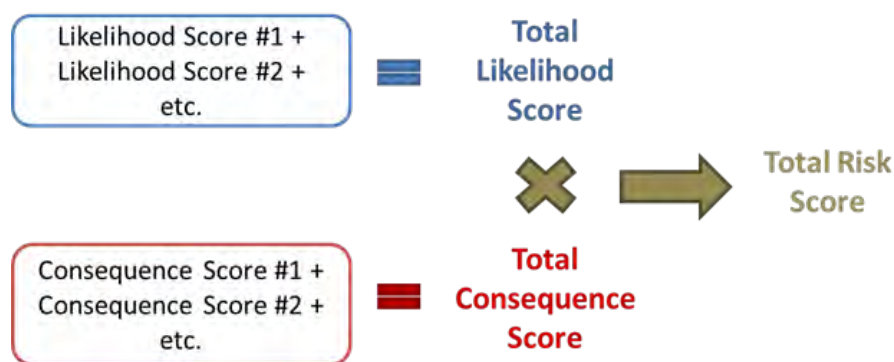 Likelihood Score #1 +
Likelihood Score #2 +
etc.
Total
Likelihood
Score
Total Risk
Score
Consequence Score #1 +
Consequence Score #2 +
etc.
Total
Consequence
Score